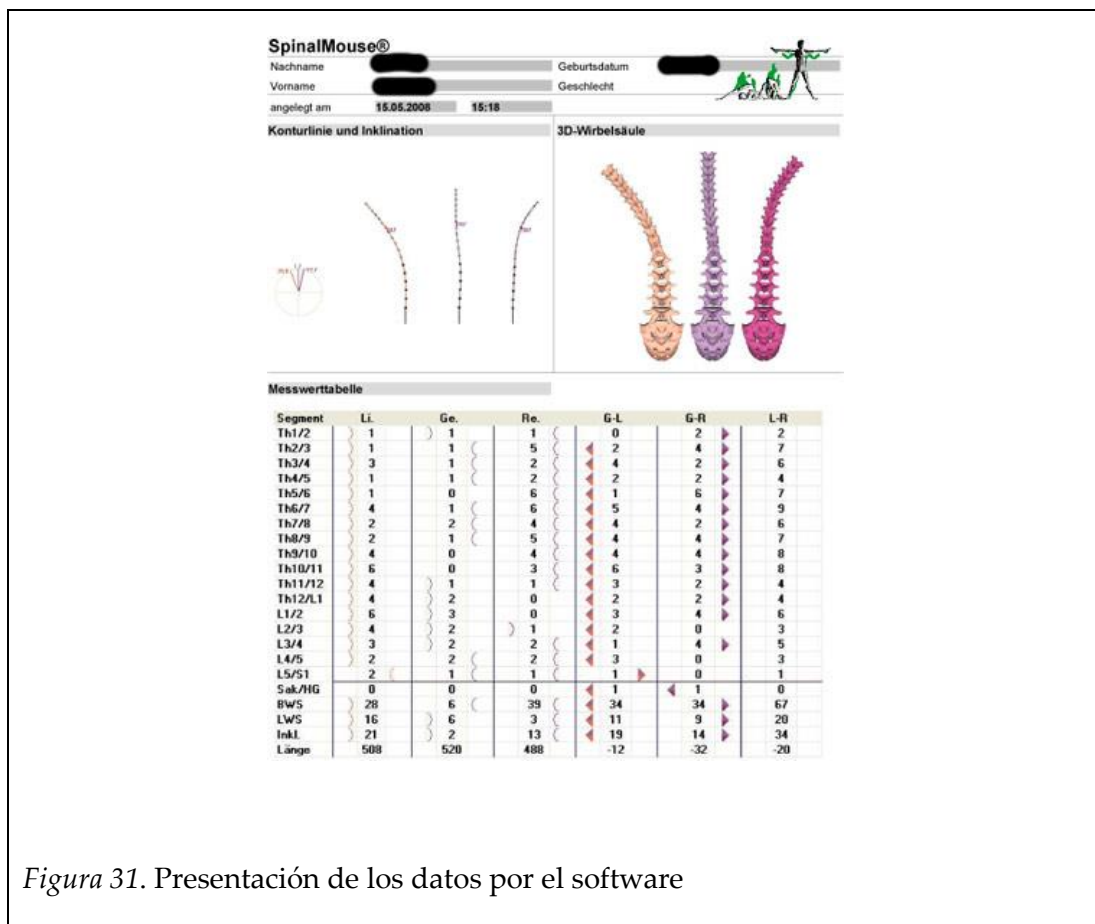 SpinalMouse®
Nachname Geburtsdatum
Vorname Geschlecht
angelegt am 15.05.2008 15:18
Konturlinie und Inklination 3D-Wirbelsäule
Messwerttabelle
Segment Li. Ge. Re. G-L G-R L-R
Th1/2 1 1 1 0 2 2
Th2/3 1 1 5 2 4 7
Th3/4 3 1 2 4 2 6
Th4/5 1 1 2 2 2 4
Th5/6 1 0 6 1 6 7
Th6/7 4 1 6 5 4 9
Th7/8 2 2 4 4 2 6
Th8/9 2 1 5 4 4 7
Th9/10 4 0 4 4 4 8
Th10/11 6 0 3 6 3 8
Th11/12 4 1 1 3 2 4
Th12/L1 4 2 0 2 2 4
L1/2 6 3 0 3 4 6
L2/3 4 2 1 2 0 3
L3/4 3 2 2 1 4 5
L4/5 2 2 2 3 0 3
L5/S1 2 1 1 1 0 1
Sak/HG 0 0 0 1 1 0
BWS 28 6 39 34 34 67
LWS 16 6 3 11 9 20
Inkl. 21 2 13 19 14 34
Länge 508 520 488 -12 -32 -20
Figura 31. Presentación de los datos por el software